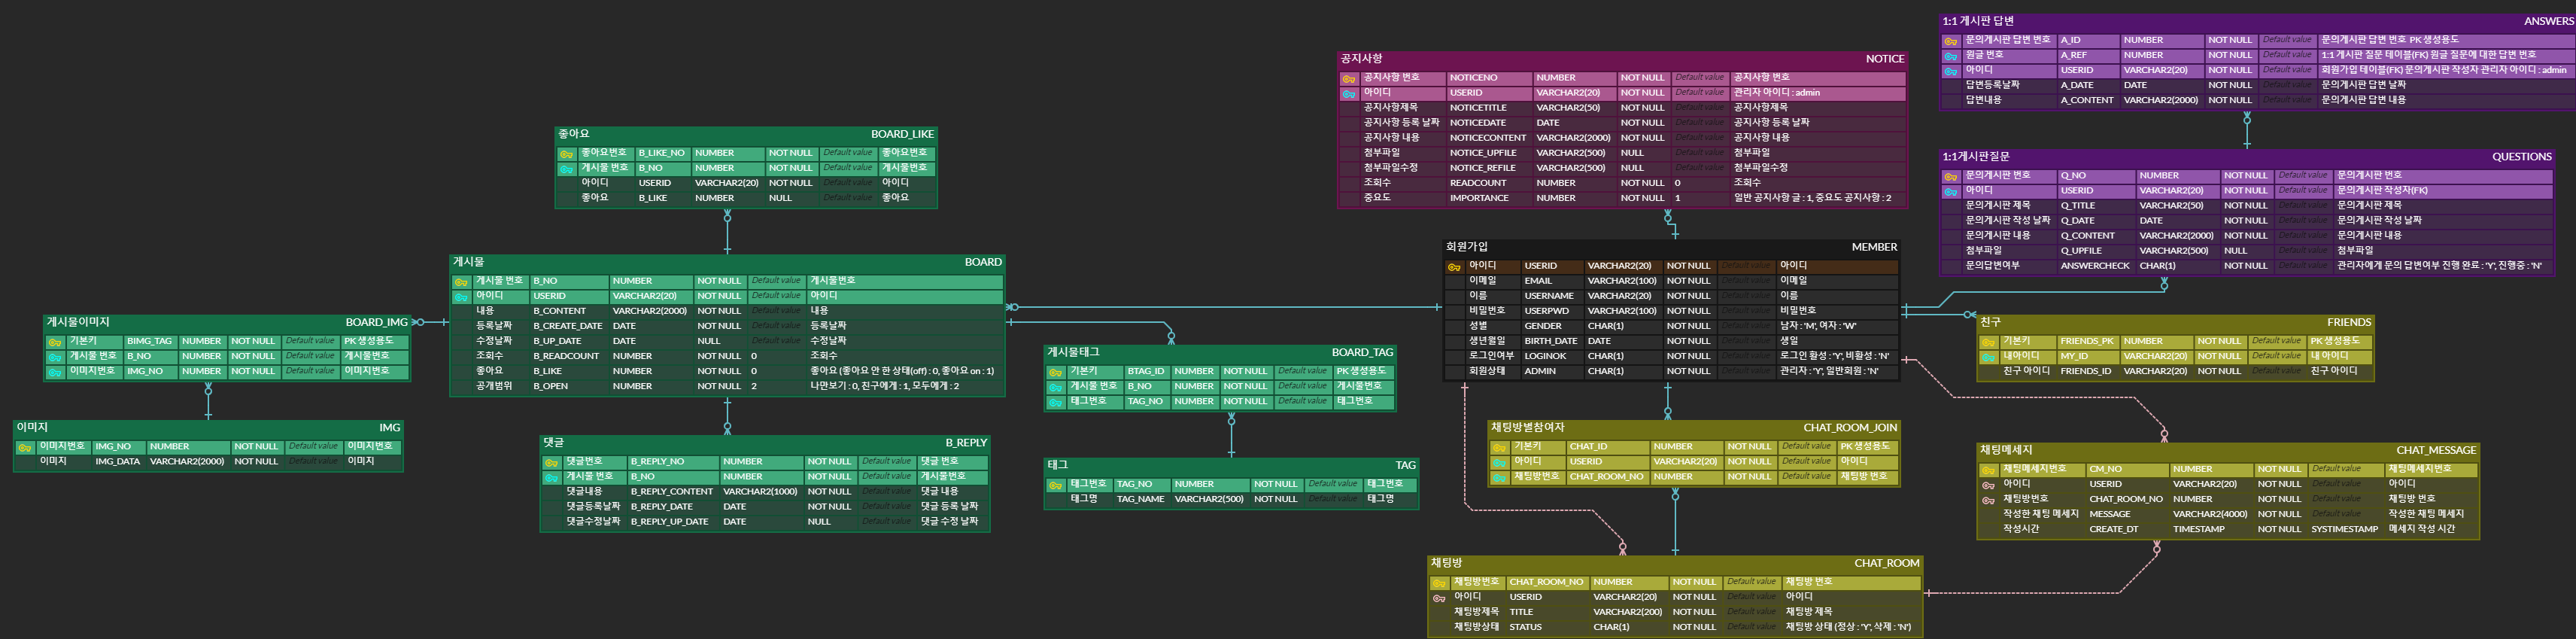 1:1 게시판 답변 ANSWERS
문의게시판 답변 번호 A_ID NUMBER NOT NULL Default value 문의게시판 답변 번호 PK 생성용도
원글 번호 A_REF NUMBER NOT NULL Default value 1:1 게시판 질문 테이블(FK) 원글 질문에 대한 답변 번호
아이디 USERID VARCHAR2(20) NOT NULL Default value 회원가입 테이블(FK) 문의게시판 작성자 관리자 아이디 : admin
답변등록날짜 A_DATE DATE NOT NULL Default value 문의게시판 답변 날짜
답변내용 A_CONTENT VARCHAR2(2000) NOT NULL Default value 문의게시판 답변 내용
공지사항 NOTICE
공지사항 번호 NOTICENO NUMBER NOT NULL Default value 공지사항 번호
아이디 USERID VARCHAR2(20) NOT NULL Default value 관리자 아이디 : admin
공지사항제목 NOTICETITLE VARCHAR2(50) NOT NULL Default value 공지사항제목
공지사항 등록 날짜 NOTICEDATE DATE NOT NULL Default value 공지사항 등록 날짜
공지사항 내용 NOTICECONTENT VARCHAR2(2000) NOT NULL Default value 공지사항 내용
첨부파일 NOTICE_UPFILE VARCHAR2(500) NULL Default value 첨부파일
첨부파일수정 NOTICE_REFILE VARCHAR2(500) NULL Default value 첨부파일수정
조회수 READCOUNT NUMBER NOT NULL 0 조회수
중요도 IMPORTANCE NUMBER NOT NULL 1 일반 공지사항 글 : 1, 중요도 공지사항 : 2
좋아요 BOARD_LIKE
좋아요번호 B_LIKE_NO NUMBER NOT NULL Default value 좋아요번호
게시물 번호 B_NO NUMBER NOT NULL Default value 게시물번호
아이디 USERID VARCHAR2(20) NOT NULL Default value 아이디
좋아요 B_LIKE NUMBER NULL Default value 좋아요
1:1게시판질문 QUESTIONS
문의게시판 번호 Q_NO NUMBER NOT NULL Default value 문의게시판 번호
아이디 USERID VARCHAR2(20) NOT NULL Default value 문의게시판 작성자(FK)
문의게시판 제목 Q_TITLE VARCHAR2(50) NOT NULL Default value 문의게시판 제목
문의게시판 작성 날짜 Q_DATE DATE NOT NULL Default value 문의게시판 작성 날짜
문의게시판 내용 Q_CONTENT VARCHAR2(2000) NOT NULL Default value 문의게시판 내용
첨부파일 Q_UPFILE VARCHAR2(500) NULL Default value 첨부파일
문의답변여부 ANSWERCHECK CHAR(1) NOT NULL Default value 관리자에게 문의 답변여부 진행 완료 : 'Y', 진행중 : 'N'
회원가입 MEMBER
아이디 USERID VARCHAR2(20) NOT NULL Default value 아이디
이메일 EMAIL VARCHAR2(100) NOT NULL Default value 이메일
이름 USERNAME VARCHAR2(20) NOT NULL Default value 이름
비밀번호 USERPWD VARCHAR2(100) NOT NULL Default value 비밀번호
성별 GENDER CHAR(1) NOT NULL Default value 남자 : 'M', 여자 : 'W'
생년월일 BIRTH_DATE DATE NOT NULL Default value 생일
로그인여부 LOGINOK CHAR(1) NOT NULL Default value 로그인 활성 : 'Y', 비활성 : 'N'
회원상태 ADMIN CHAR(1) NOT NULL Default value 관리자 : 'Y', 일반회원 : 'N'
게시물 BOARD
게시물 번호 B_NO NUMBER NOT NULL Default value 게시물번호
아이디 USERID VARCHAR2(20) NOT NULL Default value 아이디
내용 B_CONTENT VARCHAR2(2000) NOT NULL Default value 내용
등록날짜 B_CREATE_DATE DATE NOT NULL Default value 등록날짜
수정날짜 B_UP_DATE DATE NULL Default value 수정날짜
조회수 B_READCOUNT NUMBER NOT NULL 0 조회수
좋아요 B_LIKE NUMBER NOT NULL 0 좋아요 (좋아요 안 한 상태(off) : 0, 좋아요 on : 1)
공개범위 B_OPEN NUMBER NOT NULL 2 나만보기 : 0, 친구에게 : 1, 모두에게 : 2
게시물이미지 BOARD_IMG
기본키 BIMG_TAG NUMBER NOT NULL Default value PK 생성용도
게시물 번호 B_NO NUMBER NOT NULL Default value 게시물번호
이미지번호 IMG_NO NUMBER NOT NULL Default value 이미지번호
친구 FRIENDS
기본키 FRIENDS_PK NUMBER NOT NULL Default value PK 생성용도
내아이디 MY_ID VARCHAR2(20) NOT NULL Default value 내 아이디
친구 아이디 FRIENDS_ID VARCHAR2(20) NOT NULL Default value 친구 아이디
게시물태그 BOARD_TAG
기본키 BTAG_ID NUMBER NOT NULL Default value PK 생성용도
게시물 번호 B_NO NUMBER NOT NULL Default value 게시물번호
태그번호 TAG_NO NUMBER NOT NULL Default value 태그번호
이미지 IMG
이미지번호 IMG_NO NUMBER NOT NULL Default value 이미지번호
이미지 IMG_DATA VARCHAR2(2000) NOT NULL Default value 이미지
댓글 B_REPLY
댓글번호 B_REPLY_NO NUMBER NOT NULL Default value 댓글 번호
게시물 번호 B_NO NUMBER NOT NULL Default value 게시물번호
댓글내용 B_REPLY_CONTENT VARCHAR2(1000) NOT NULL Default value 댓글 내용
댓글등록날짜 B_REPLY_DATE DATE NOT NULL Default value 댓글 등록 날짜
댓글수정날짜 B_REPLY_UP_DATE DATE NULL Default value 댓글 수정 날짜
태그 TAG
태그번호 TAG_NO NUMBER NOT NULL Default value 태그번호
태그명 TAG_NAME VARCHAR2(500) NOT NULL Default value 태그명
채팅방별참여자 CHAT_ROOM_JOIN
기본키 CHAT_ID NUMBER NOT NULL Default value PK 생성용도
아이디 USERID VARCHAR2(20) NOT NULL Default value 아이디
채팅방번호 CHAT_ROOM_NO NUMBER NOT NULL Default value 채팅방 번호
채팅메세지 CHAT_MESSAGE
채팅메세지번호 CM_NO NUMBER NOT NULL Default value 채팅메세지번호
아이디 USERID VARCHAR2(20) NOT NULL Default value 아이디
채팅방번호 CHAT_ROOM_NO NUMBER NOT NULL Default value 채팅방 번호
작성한 채팅 메세지 MESSAGE VARCHAR2(4000) NOT NULL Default value 작성한 채팅 메세지
작성시간 CREATE_DT TIMESTAMP NOT NULL SYSTIMESTAMP 메세지 작성 시간
채팅방 CHAT_ROOM
채팅방번호 CHAT_ROOM_NO NUMBER NOT NULL Default value 채팅방 번호
아이디 USERID VARCHAR2(20) NOT NULL Default value 아이디
채팅방제목 TITLE VARCHAR2(200) NOT NULL Default value 채팅방 제목
채팅방상태 STATUS CHAR(1) NOT NULL Default value 채팅방 상태 (정상 : 'Y', 삭제 : 'N')